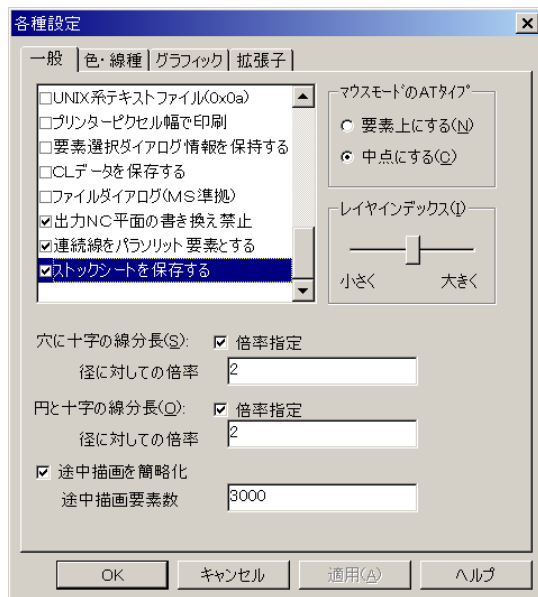 各種設定
一般 色・線種 グラフィック 拡張子
UNIX系テキストファイル(0x0a)
プリンターピクセル幅で印刷
要素選択ダイアログ情報を保持する
CLデータを保存する
ファイルダイアログ(MS準拠)
出力NC平面の書き換え禁止
連続線をパラソリット要素とする
ストックシートを保存する
マウスモードのATタイプ
要素上にする(N)
中点にする(C)
レイヤインデックス(I)
小さく 大きく
穴に十字の線分長(S): 倍率指定
径に対しての倍率 2
円と十字の線分長(O): 倍率指定
径に対しての倍率 2
途中描画を簡略化
途中描画要素数 3000
OK キャンセル 適用(A) ヘルプ